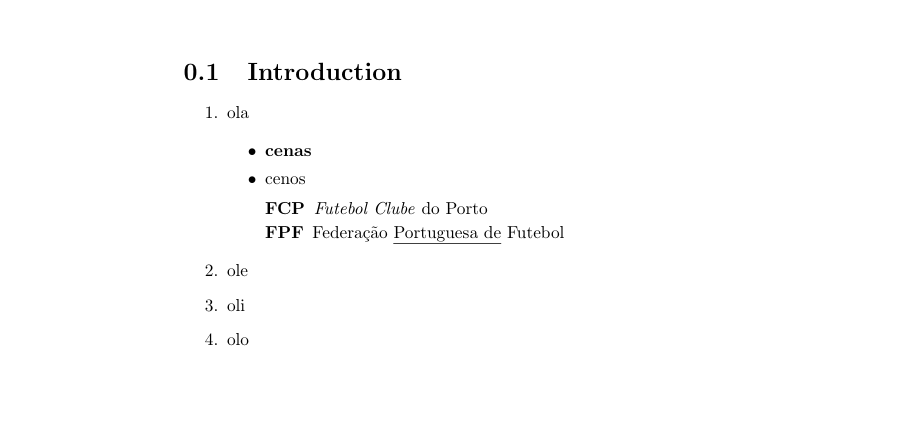 0.1 Introduction
1. ola
• cenas
• cenos
FCP Futebol Clube do Porto
FPF Federação Portuguesa de Futebol
2. ole
3. oli
4. olo